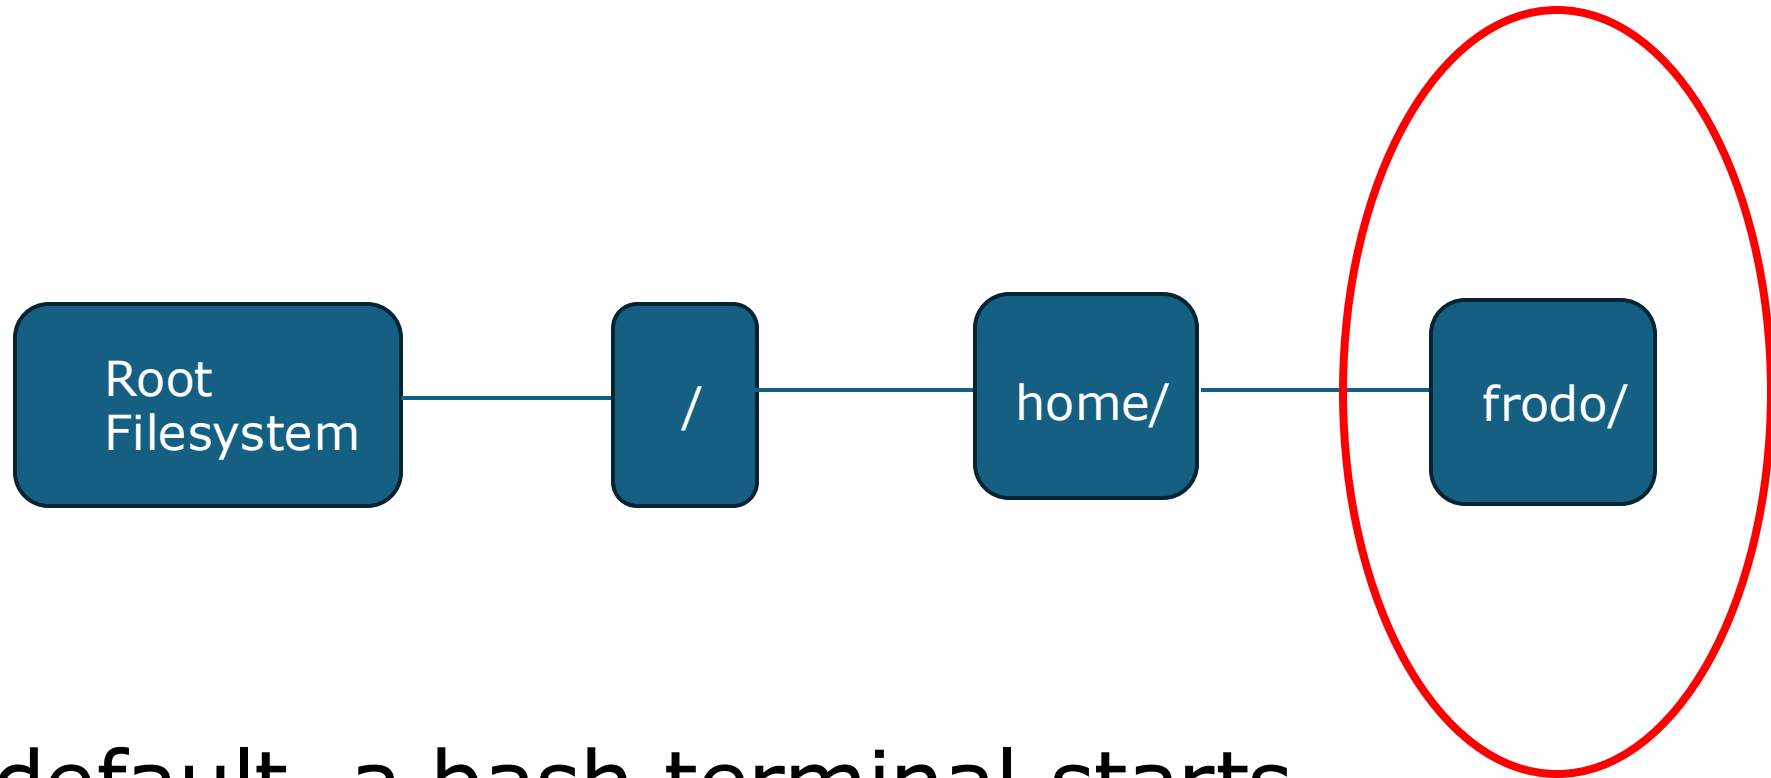 Root
Filesystem
/
home/
frodo/
default, a bash terminal starts